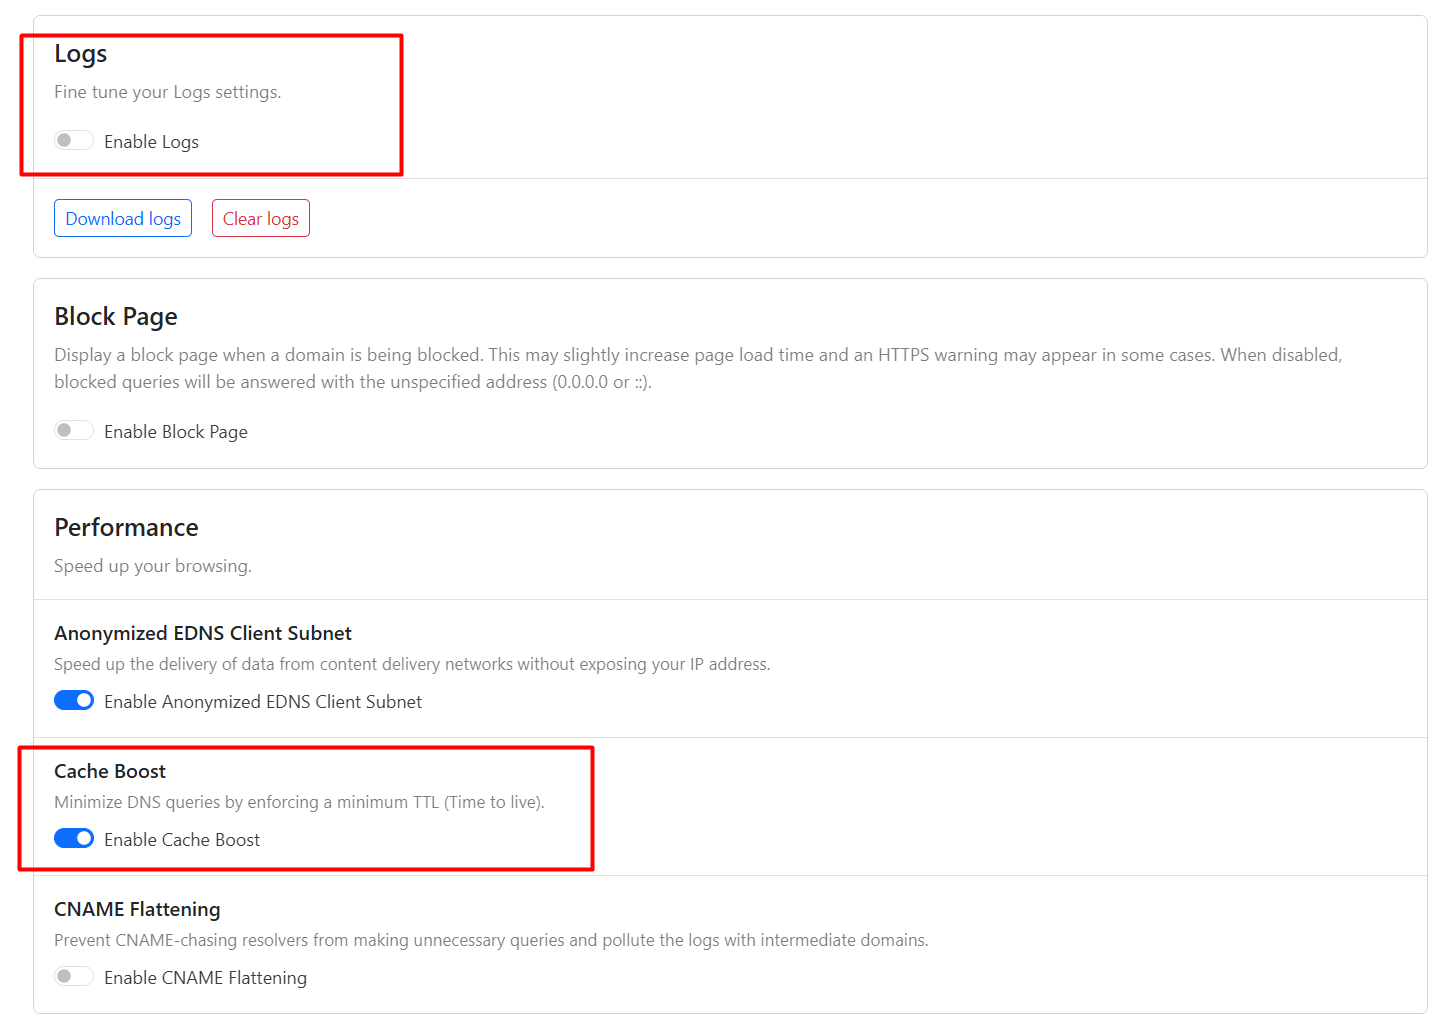 Logs
Fine tune your Logs settings.
Enable Logs
Download logs
Clear logs
Block Page
Display a block page when a domain is being blocked. This may slightly increase page load time and an HTTPS warning may appear in some cases. When disabled,
blocked queries will be answered with the unspecified address (0.0.0.0 or ::).
Enable Block Page
Performance
Speed up your browsing.
Anonymized EDNS Client Subnet
Speed up the delivery of data from content delivery networks without exposing your IP address.
Enable Anonymized EDNS Client Subnet
Cache Boost
Minimize DNS queries by enforcing a minimum TTL (Time to live).
Enable Cache Boost
CNAME Flattening
Prevent CNAME-chasing resolvers from making unnecessary queries and pollute the logs with intermediate domains.
Enable CNAME Flattening